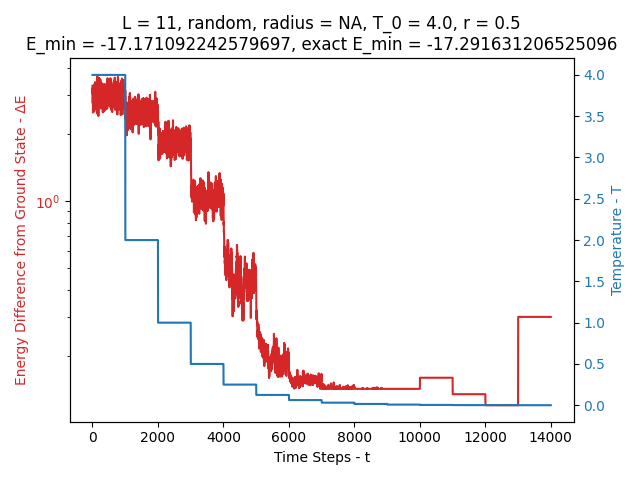 L = 11, random, radius = NA, T_0 = 4.0, r = 0.5
E_min = -17.171092242579697, exact E_min = -17.291631206525096
Energy Difference from Ground State - ΔE
10^0
4.0
3.5
3.0
2.5
2.0
1.5
1.0
0.5
0.0
Temperature - T
0 2000 4000 6000 8000 10000 12000 14000
Time Steps - t